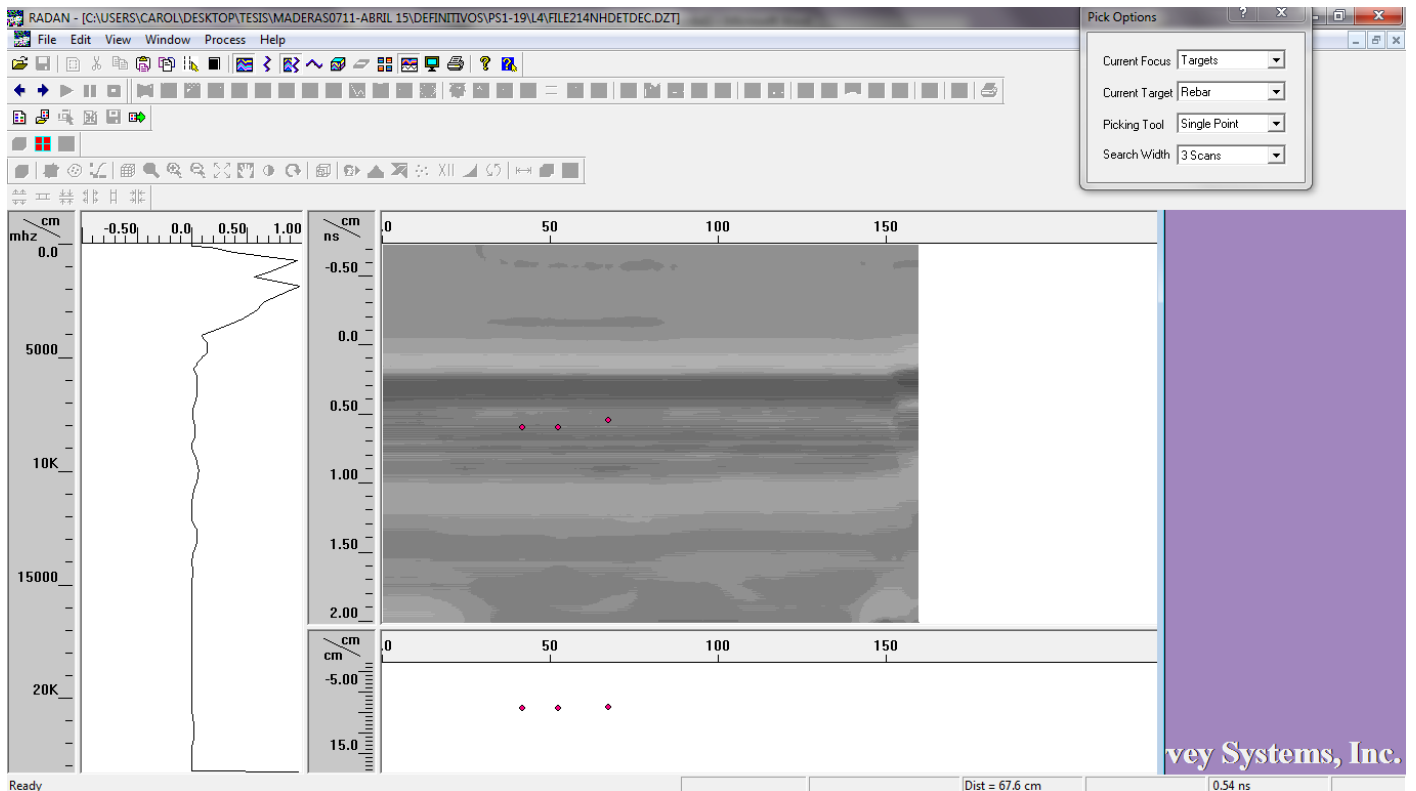 RADAN - [C:\USERS\CAROL\DESKTOP\TESIS\MADERAS0711-ABRIL 15\DEFINITIVOS\PS1-19\L4\FILE214NHDETDEC.DZT]
Pick Options
File Edit View Window Process Help
Current Focus Targets
Current Target Rebar
Picking Tool Single Point
Search Width 3 Scans
cm
mhz
-0.50 0.0 0.50 1.00
cm
ns
.0 50 100 150
0.0
5000
10K
15000
20K
-0.50
0.0
0.50
1.00
1.50
2.00
cm
cm
.0 50 100 150
-5.00
15.0
vey Systems, Inc.
Ready
Dist = 67.6 cm
0.54 ns